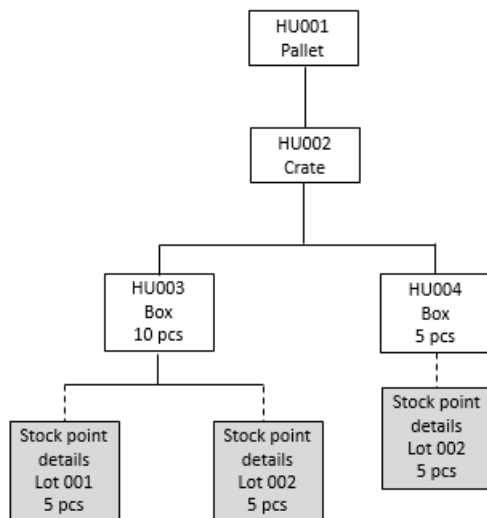 HU001
Pallet
HU002
Crate
HU003
Box
10 pcs
HU004
Box
5 pcs
Stock point
details
Lot 001
5 pcs
Stock point
details
Lot 002
5 pcs
Stock point
details
Lot 002
5 pcs